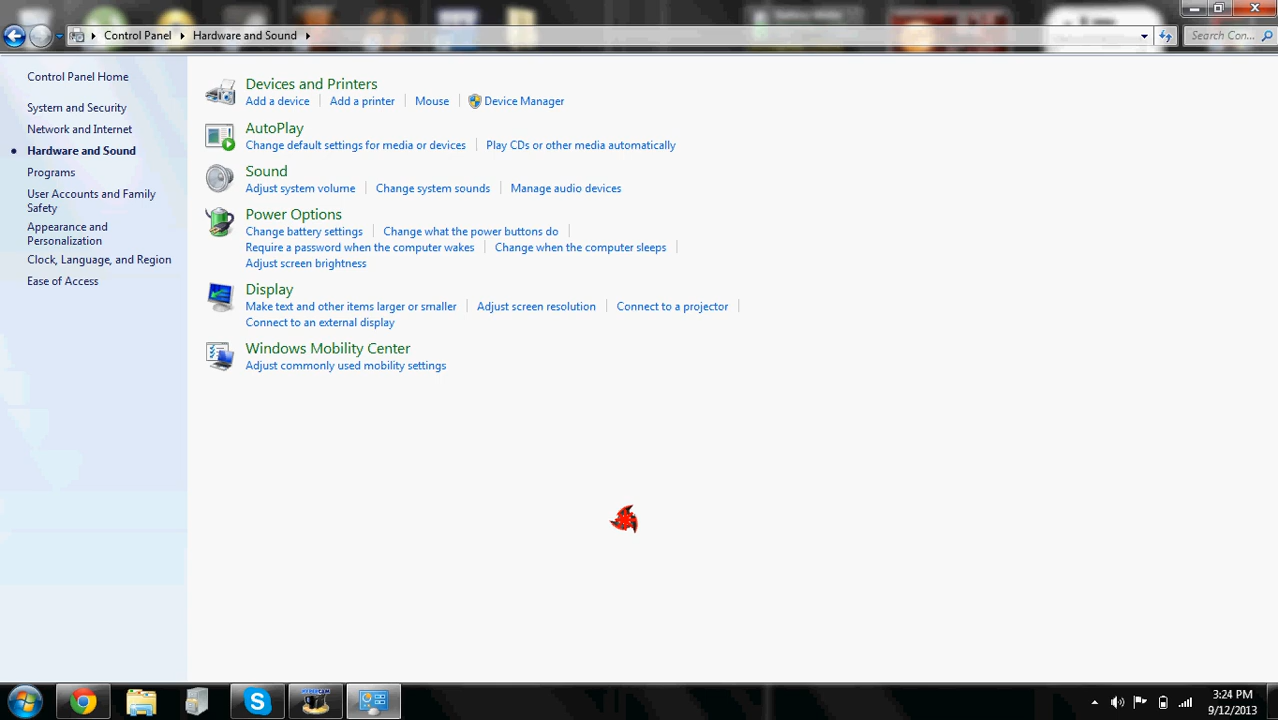 Control Panel Hardware and Sound
Search Con...
Control Panel Home
System and Security
Network and Internet
Hardware and Sound
Programs
User Accounts and Family
Safety
Appearance and
Personalization
Clock, Language, and Region
Ease of Access
Devices and Printers
Add a device Add a printer Mouse Device Manager
AutoPlay
Change default settings for media or devices Play CDs or other media automatically
Sound
Adjust system volume Change system sounds Manage audio devices
Power Options
Change battery settings Change what the power buttons do
Require a password when the computer wakes Change when the computer sleeps
Adjust screen brightness
Display
Make text and other items larger or smaller Adjust screen resolution Connect to a projector
Connect to an external display
Windows Mobility Center
Adjust commonly used mobility settings
3:24 PM
9/12/2013